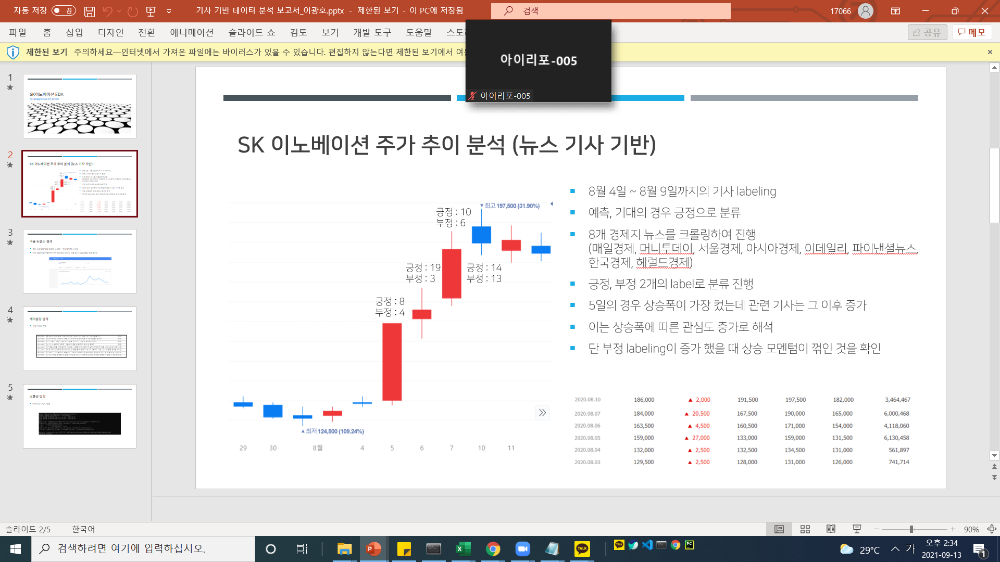 자동 저장 끔 기사 기반 데이터 분석 보고서_이광호.pptx - 제한된 보기 - 이 PC에 저장됨 검색 17066
파일 홈 삽입 디자인 전환 애니메이션 슬라이드 쇼 검토 보기 개발 도구 도움말 공유 메모
제한된 보기 주의하세요—인터넷에서 가져온 파일에는 바이러스가 있을 수 있습니다. 편집하지 않는다면 제한된 보기에서
아이리포-005
아이리포-005
1
SK이노베이션 EDA
2
SK 이노베이션 주가 추이 분석 (뉴스 기사 기반)
3
구글 트렌드 검색
4
레이블링 방식
5
크롤링 방식
SK 이노베이션 주가 추이 분석 (뉴스 기사 기반)
8월 4일 ~ 8월 9일까지의 기사 labeling
예측, 기대의 경우 긍정으로 분류
8개 경제지 뉴스를 크롤링하여 진행
(매일경제, 머니투데이, 서울경제, 아시아경제, 이데일리, 파이낸셜뉴스,
한국경제, 헤럴드경제)
긍정, 부정 2개의 label로 분류 진행
5일의 경우 상승폭이 가장 컸는데 관련 기사는 그 이후 증가
이는 상승폭에 따른 관심도 증가로 해석
단 부정 labeling이 증가 했을 때 상승 모멘텀이 꺾인 것을 확인
▼최고 197,500 (31.90%)
긍정 : 10
부정 : 6
긍정 : 19
부정 : 3
긍정 : 14
부정 : 13
긍정 : 8
부정 : 4
▲최저 124,500 (109.24%)
29 30 8월 4 5 6 7 10 11
2020.08.10 186,000 ▲ 2,000 191,500 197,500 182,000 3,464,467
2020.08.07 184,000 ▲ 20,500 167,500 190,000 165,000 6,000,468
2020.08.06 163,500 ▲ 4,500 160,500 171,000 154,000 4,118,060
2020.08.05 159,000 ▲ 27,000 133,000 159,000 131,500 6,130,458
2020.08.04 132,000 ▲ 2,500 132,500 134,500 131,000 561,897
2020.08.03 129,500 ▲ 2,500 128,000 131,000 126,000 741,714
슬라이드 2/5 한국어 90%
검색하려면 여기에 입력하십시오. 29°C 가 오후 2:34
2021-09-13 1